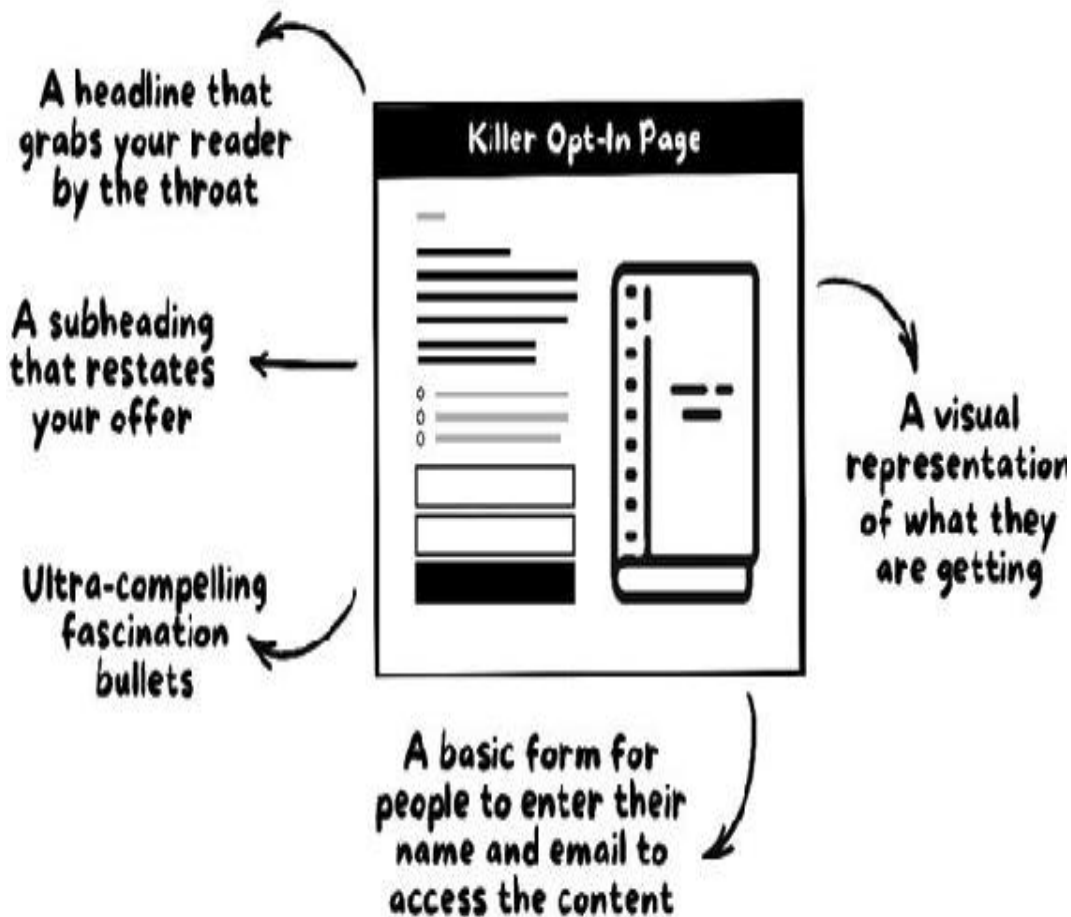 A headline that
grabs your reader
by the throat
Killer Opt-In Page
A subheading
that restates
your offer
A visual
representation
of what they
are getting
Ultra-compelling
fascination
bullets
A basic form for
people to enter their
name and email to
access the content